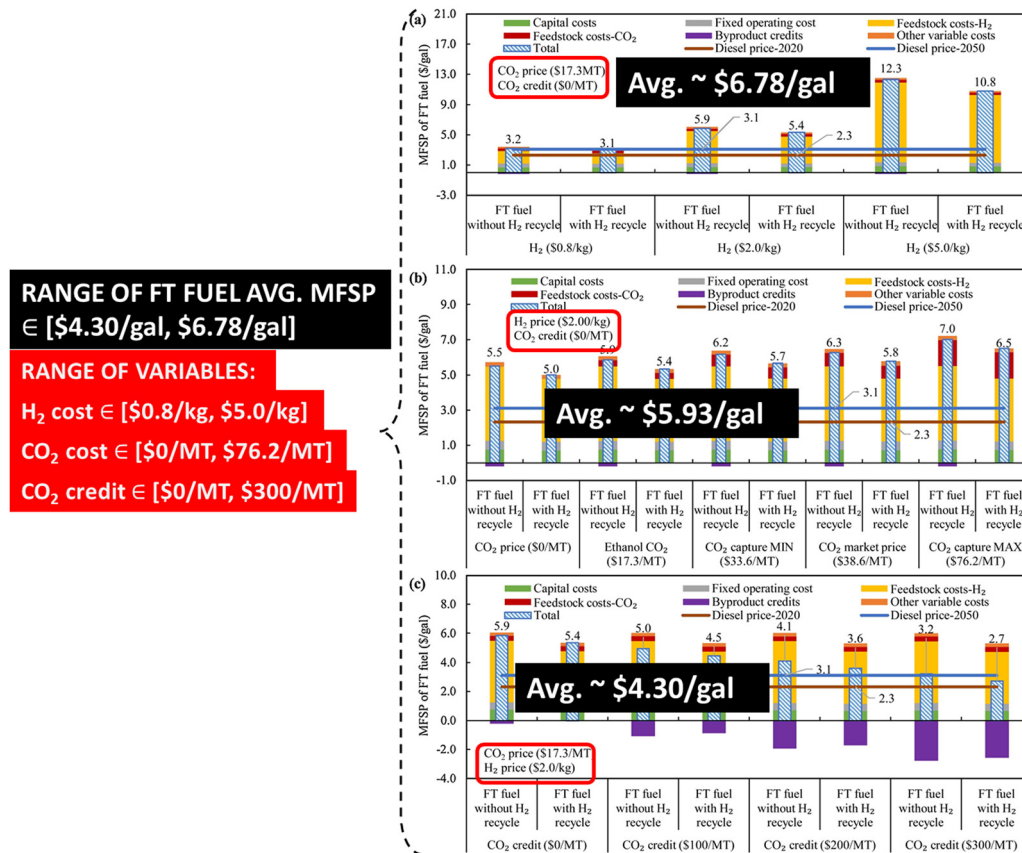 RANGE OF FT FUEL AVG. MFSP
∈ [$4.30/gal, $6.78/gal]
RANGE OF VARIABLES:
H₂ cost ∈ [$0.8/kg, $5.0/kg]
CO₂ cost ∈ [$0/MT, $76.2/MT]
CO₂ credit ∈ [$0/MT, $300/MT]
(a)
MFSP of FT fuel ($/gal)
21.0
17.0
13.0
9.0
5.0
1.0
-3.0
Capital costs
Fixed operating cost
Feedstock costs-H₂
Feedstock costs-CO₂
Byproduct credits
Other variable costs
Total
Diesel price-2020
Diesel price-2050
CO₂ price ($17.3MT)
CO₂ credit ($0/MT)
Avg. ~ $6.78/gal
3.2
3.1
5.9
3.1
5.4
2.3
12.3
10.8
FT fuel without H₂ recycle
FT fuel with H₂ recycle
FT fuel without H₂ recycle
FT fuel with H₂ recycle
FT fuel without H₂ recycle
FT fuel with H₂ recycle
H₂ ($0.8/kg)
H₂ ($2.0/kg)
H₂ ($5.0/kg)
(b)
MFSP of FT fuel ($/gal)
11.0
9.0
7.0
5.0
3.0
1.0
-1.0
Capital costs
Fixed operating cost
Feedstock costs-H₂
Feedstock costs-CO₂
Byproduct credits
Other variable costs
Total
Diesel price-2020
Diesel price-2050
H₂ price ($2.00/kg)
CO₂ credit ($0/MT)
Avg. ~ $5.93/gal
5.5
5.0
5.9
5.4
6.2
5.7
6.3
5.8
7.0
6.5
3.1
2.3
FT fuel without H₂ recycle
FT fuel with H₂ recycle
FT fuel without H₂ recycle
FT fuel with H₂ recycle
FT fuel without H₂ recycle
FT fuel with H₂ recycle
FT fuel without H₂ recycle
FT fuel with H₂ recycle
FT fuel without H₂ recycle
FT fuel with H₂ recycle
CO₂ price ($0/MT)
Ethanol CO₂ ($17.3/MT)
CO₂ capture MIN ($33.6/MT)
CO₂ market price ($38.6/MT)
CO₂ capture MAX ($76.2/MT)
(c)
MFSP of FT fuel ($/gal)
10.0
8.0
6.0
4.0
2.0
0.0
-2.0
-4.0
Capital costs
Fixed operating cost
Feedstock costs-H₂
Feedstock costs-CO₂
Byproduct credits
Other variable costs
Total
Diesel price-2020
Diesel price-2050
5.9
5.4
5.0
4.5
4.1
3.6
3.2
2.7
3.1
2.3
Avg. ~ $4.30/gal
CO₂ price ($17.3/MT
H₂ price ($2.0/kg)
FT fuel without H₂ recycle
FT fuel with H₂ recycle
FT fuel without H₂ recycle
FT fuel with H₂ recycle
FT fuel without H₂ recycle
FT fuel with H₂ recycle
FT fuel without H₂ recycle
FT fuel with H₂ recycle
CO₂ credit ($0/MT)
CO₂ credit ($100/MT)
CO₂ credit ($200/MT)
CO₂ credit ($300/MT)